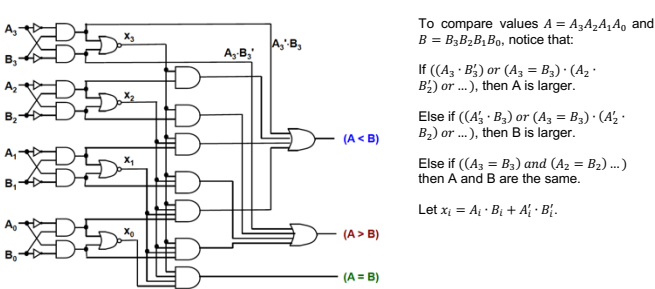 A₃
B₃
X₃
A₃·B₃'
A₃'·B₃
A₂
B₂
X₂
(A < B)
A₁
B₁
X₁
A₀
B₀
X₀
(A > B)
(A = B)
To compare values A = A₃A₂A₁A₀ and
B = B₃B₂B₁B₀, notice that:
If ((A₃ · B₃′) or (A₃ = B₃) · (A₂ ·
B₂′) or ...), then A is larger.
Else if ((A₃′ · B₃) or (A₃ = B₃) · (A₂′ ·
B₂) or ...), then B is larger.
Else if ((A₃ = B₃) and (A₂ = B₂) ...)
then A and B are the same.
Let xᵢ = Aᵢ · Bᵢ + Aᵢ′ · Bᵢ′.